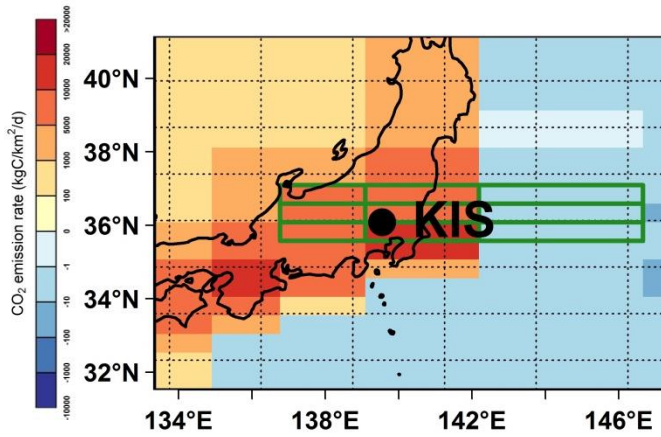 CO₂ emission rate (kgC/km²/d)
>20000
20000
10000
5000
1000
100
0
-1
-10
-100
-1000
-10000
40°N
38°N
36°N
34°N
32°N
KIS
134°E 138°E 142°E 146°E